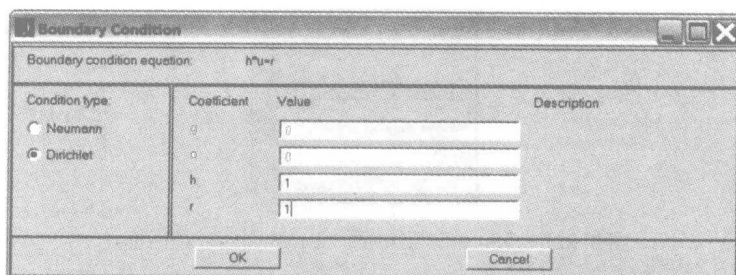 Boundary Condition
Boundary condition equation: h*u=r
Condition type: Coefficient Value Description
Neumann g 0
Dirichlet q 0
h 1
r 1
OK Cancel